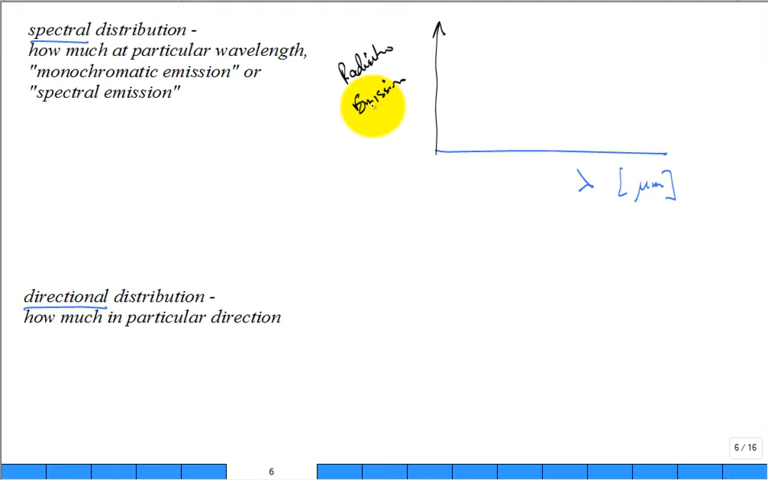 spectral distribution -
how much at particular wavelength,
"monochromatic emission" or
"spectral emission"
Radiation
Emission
λ [μm]
directional distribution -
how much in particular direction
6 / 16
6